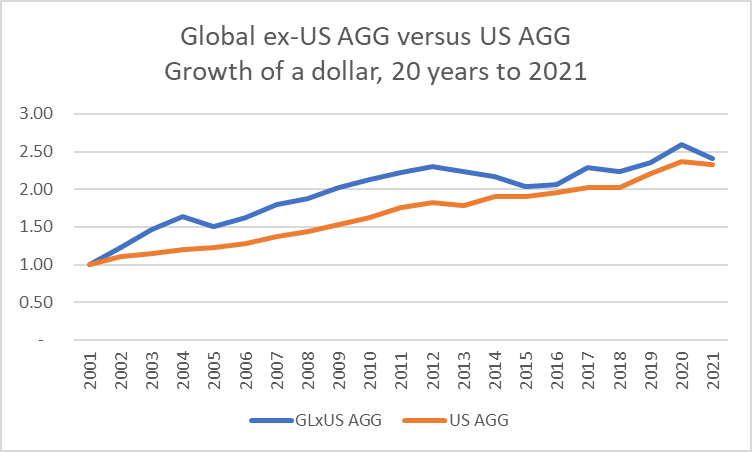 Global ex-US AGG versus US AGG
Growth of a dollar, 20 years to 2021
3.00
2.50
2.00
1.50
1.00
0.50
-
2001 2002 2003 2004 2005 2006 2007 2008 2009 2010 2011 2012 2013 2014 2015 2016 2017 2018 2019 2020 2021
GLxUS AGG US AGG